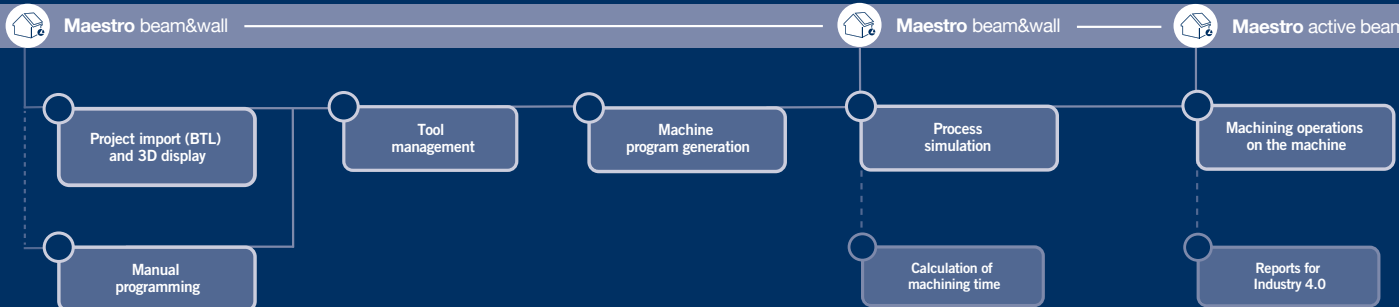 Maestro beam&wall
Maestro beam&wall
Maestro active beam
Project import (BTL)
and 3D display
Tool
management
Machine
program generation
Process
simulation
Machining operations
on the machine
Manual
programming
Calculation of
machining time
Reports for
Industry 4.0